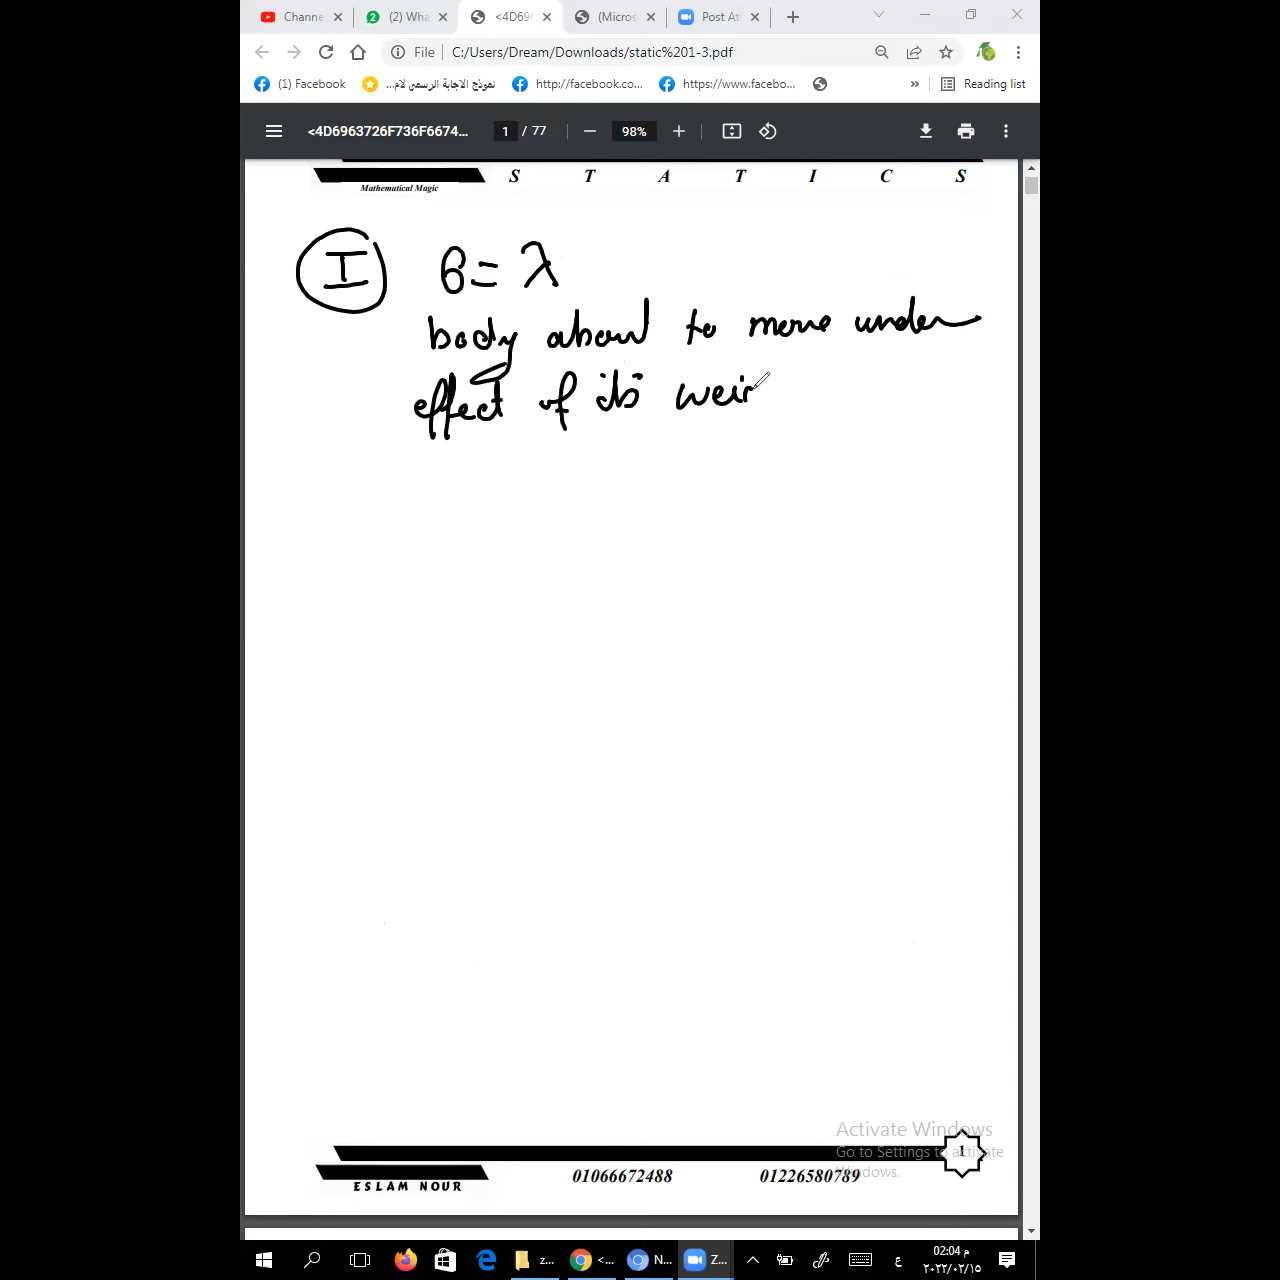 Channe
(2) Wha
<4D696
(Micros
Post At
File
C:/Users/Dream/Downloads/static%201-3.pdf
(1) Facebook
نموذج الاجابة الرسمى لام...
http://facebook.co...
https://www.facebo...
»
Reading list
<4D6963726F736F6674...
1 / 77
98%
Mathematical Magic
S T A T I C S
I
θ = λ
body about to move under
effect of its weig
Activate Windows
Go to Settings to activate
Windows.
1
ESLAM NOUR
01066672488
01226580789
z...
<...
N...
Z...
ع
02:04 م
٢٠٢٢/٠٢/١٥